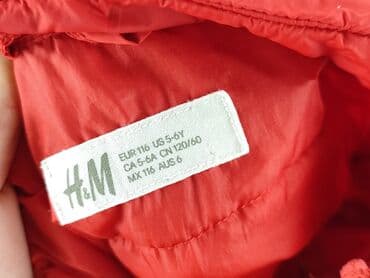 H&M
EUR 116 US 5-6Y
CA 5-6A CN 120/60
MX 116 AUS 6